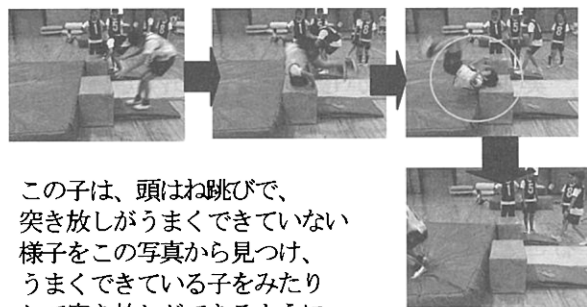 この子は、頭はね跳びで、
突き放しがうまくできていない
様子をこの写真から見つけ、
うまくできている子をみたり